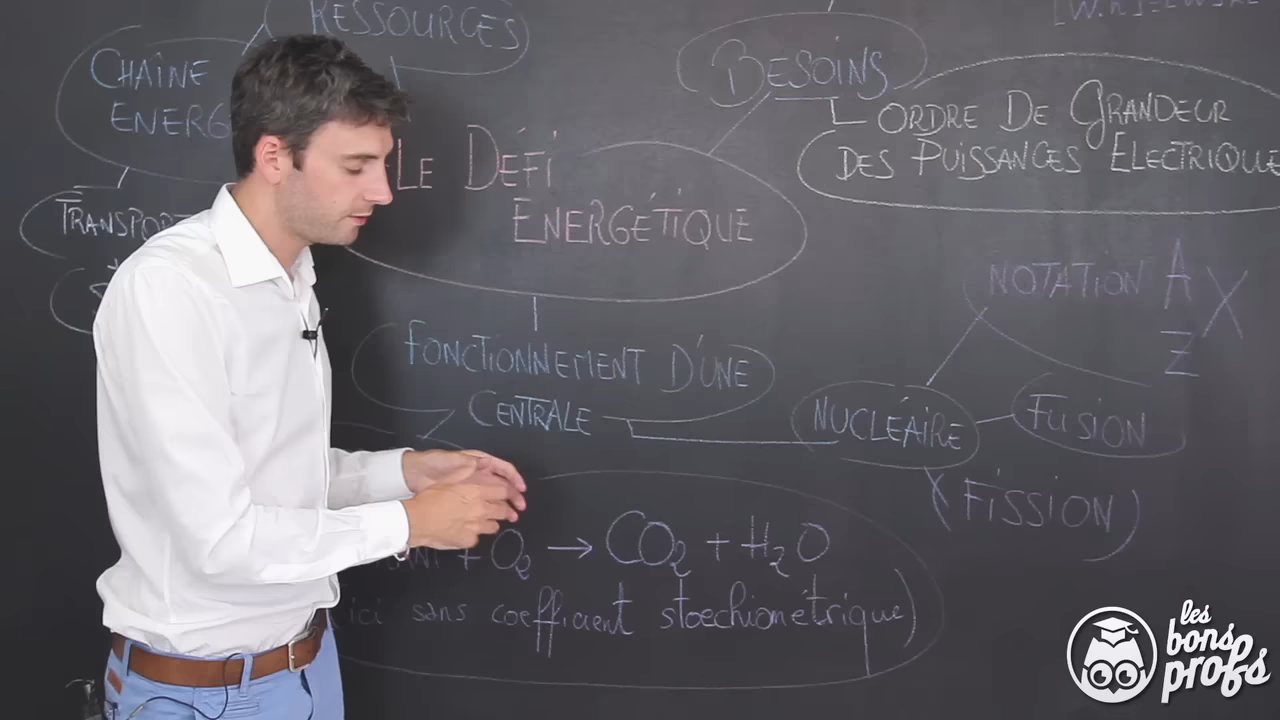 RESSOURCES
CHAÎNE
ENERG
BESOINS
L'ORDRE DE GRANDEUR
DES PUISSANCES ELECTRIQUE
LE DÉFI
ENERGÉTIQUE
TRANSPOR
NOTATION A X
Z
FONCTIONNEMENT D'UNE
CENTRALE
NUCLÉAIRE
FUSION
FISSION
+ O2 → CO2 + H2O
(ici sans coefficient stoechiométrique)
les
bons
profs